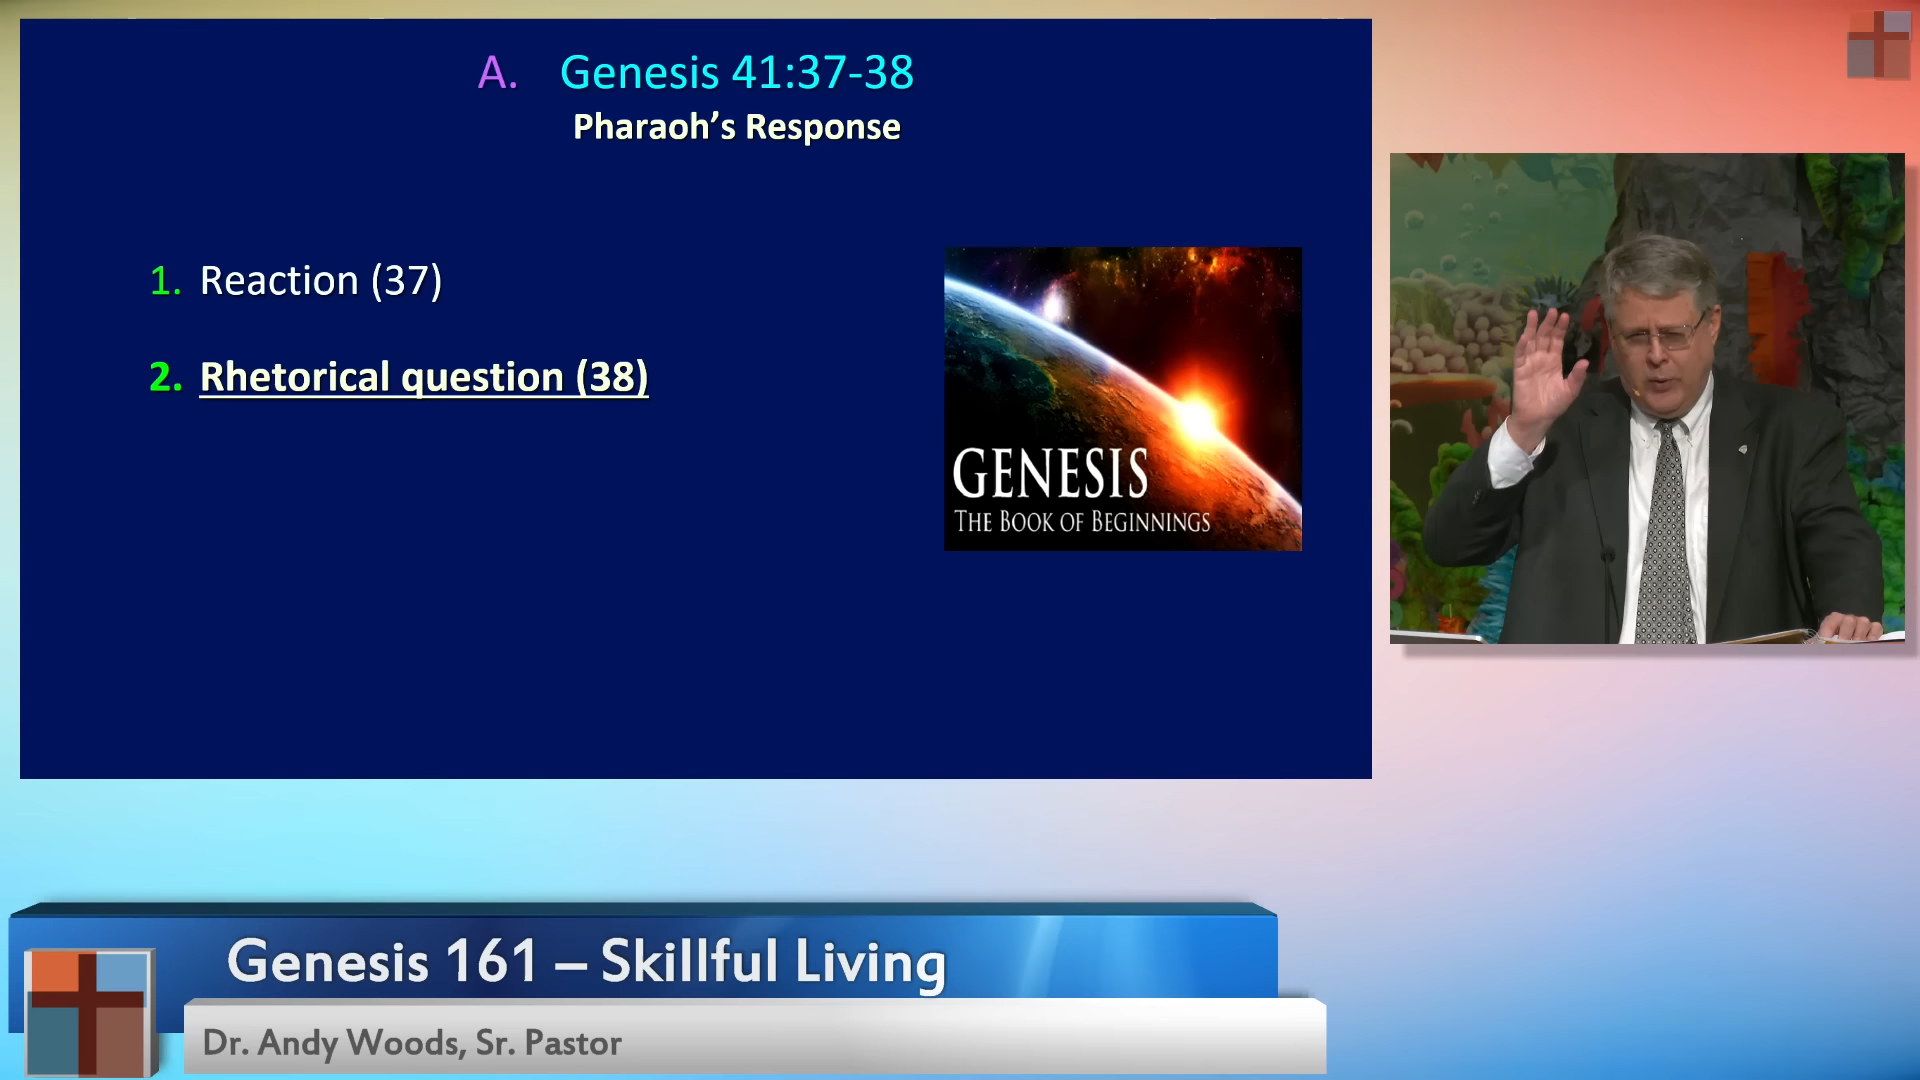 A. Genesis 41:37-38
Pharaoh’s Response
1. Reaction (37)
2. Rhetorical question (38)
GENESIS
THE BOOK OF BEGINNINGS
Genesis 161 – Skillful Living
Dr. Andy Woods, Sr. Pastor